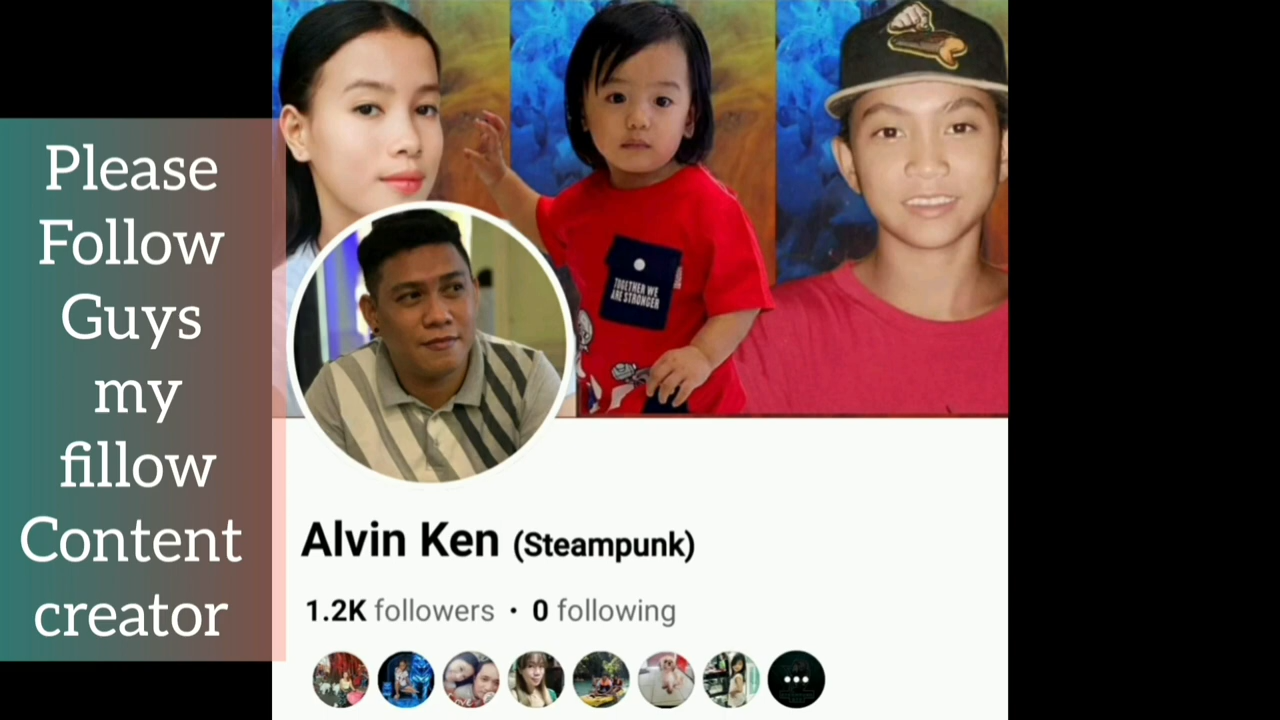 Please
Follow
Guys
my
fillow
Content
creator
TOGETHER WE
ARE STRONGER
Alvin Ken (Steampunk)
1.2K followers • 0 following